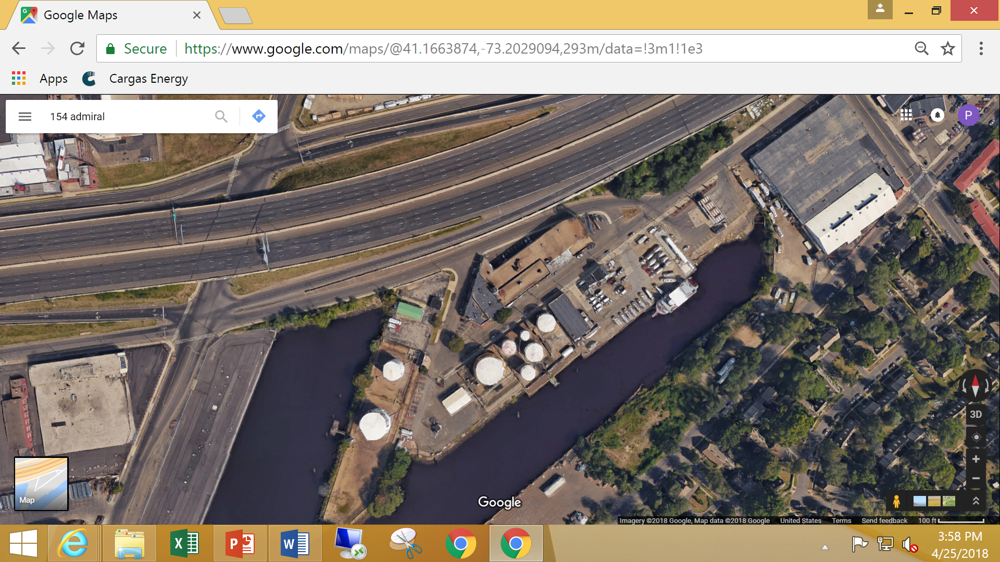 Google Maps
Secure https://www.google.com/maps/@41.1663874,-73.2029094,293m/data=!3m1!1e3
Apps Cargas Energy
154 admiral
P
3D
Map
Google
Imagery ©2018 Google, Map data ©2018 Google United States Terms Send feedback 100 ft
3:58 PM
4/25/2018